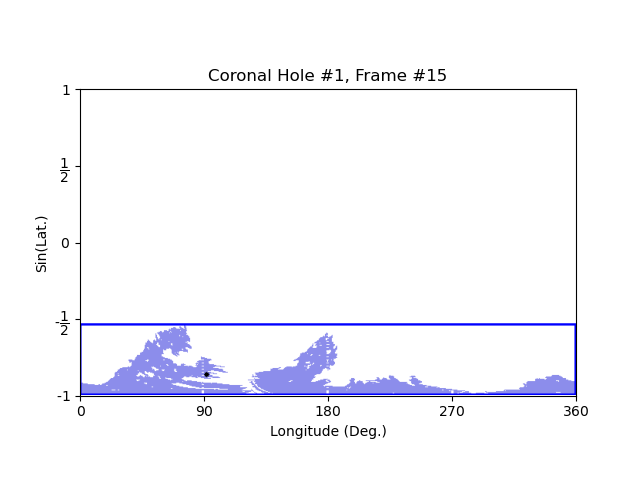 Coronal Hole #1, Frame #15
1
1/2
0
-1/2
-1
Sin(Lat.)
0 90 180 270 360
Longitude (Deg.)